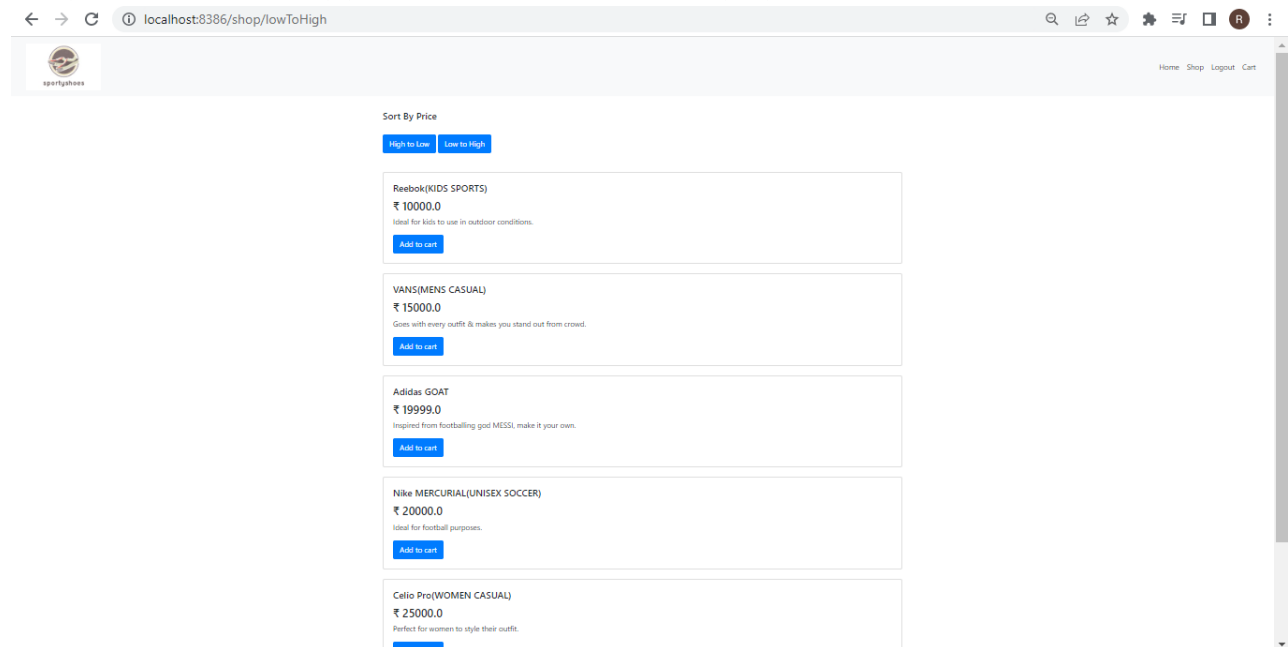 localhost:8386/shop/lowToHigh
R
sportyshoes
Home Shop Logout Cart
Sort By Price
High to Low Low to High
Reebok(KIDS SPORTS)
₹ 10000.0
Ideal for kids to use in outdoor conditions.
Add to cart
VANS(MENS CASUAL)
₹ 15000.0
Goes with every outfit & makes you stand out from crowd.
Add to cart
Adidas GOAT
₹ 19999.0
Inspired from footballing god MESSI, make it your own.
Add to cart
Nike MERCURIAL(UNISEX SOCCER)
₹ 20000.0
Ideal for football purposes.
Add to cart
Celio Pro(WOMEN CASUAL)
₹ 25000.0
Perfect for women to style their outfit.